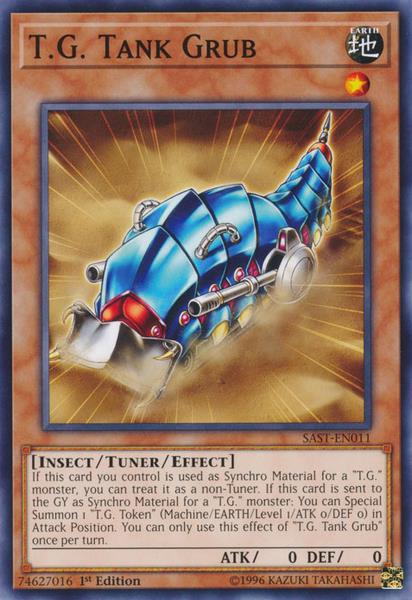 T.G. Tank Grub
EARTH
地
SAST-EN011
[Insect/Tuner/Effect]
If this card you control is used as Synchro Material for a "T.G."
monster, you can treat it as a non-Tuner. If this card is sent to
the GY as Synchro Material for a "T.G." monster: You can Special
Summon 1 "T.G. Token" (Machine/EARTH/Level 1/ATK 0/DEF 0) in
Attack Position. You can only use this effect of "T.G. Tank Grub"
once per turn.
ATK/ 0 DEF/ 0
74627016 1st Edition ©1996 KAZUKI TAKAHASHI